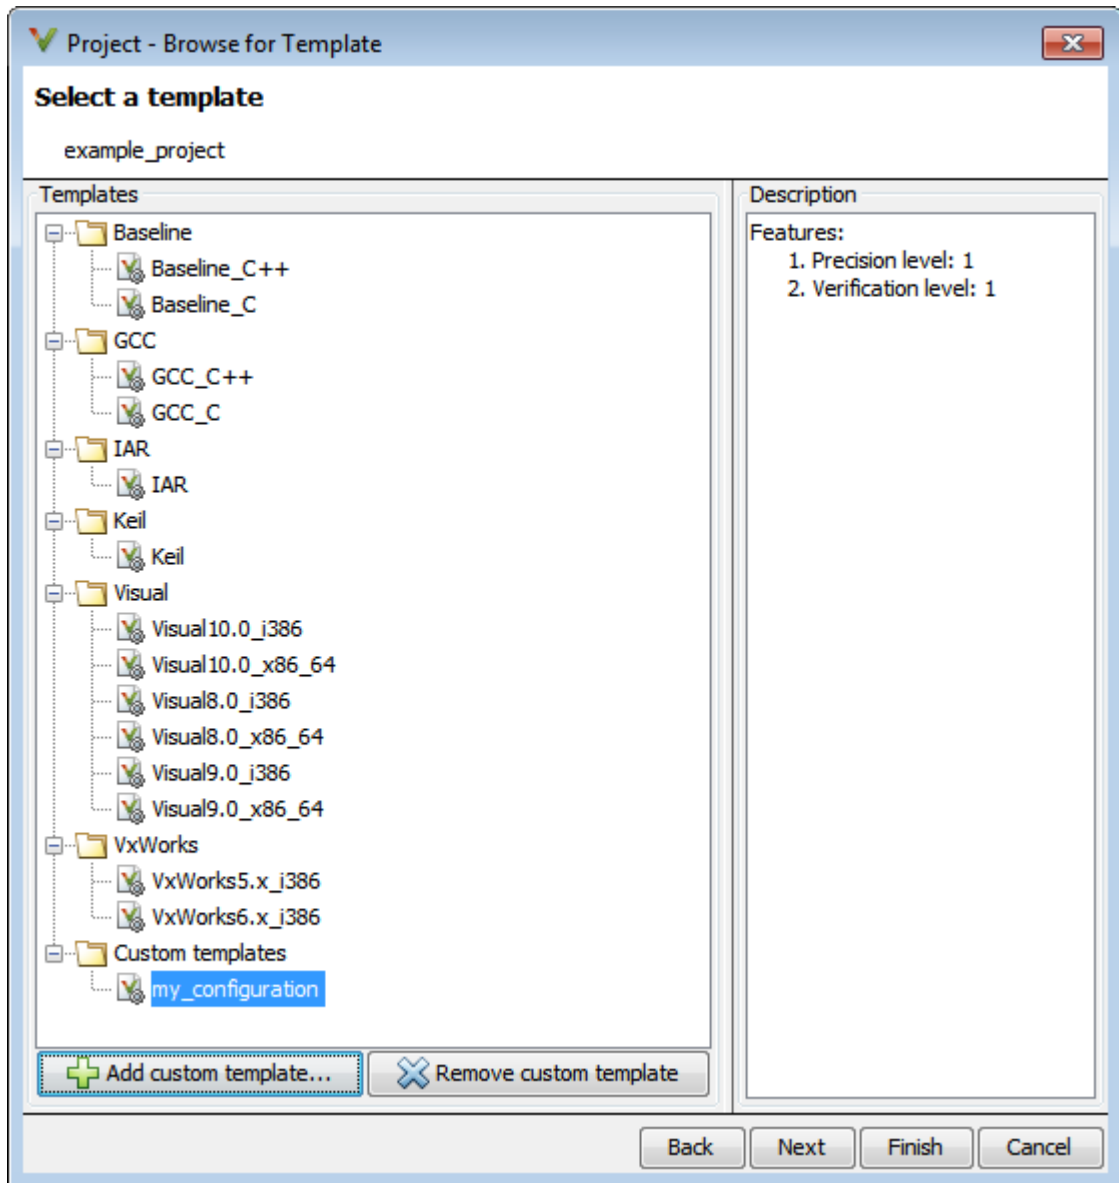 Project - Browse for Template
Select a template
example_project
Templates
Baseline
Baseline_C++
Baseline_C
GCC
GCC_C++
GCC_C
IAR
IAR
Keil
Keil
Visual
Visual10.0_i386
Visual10.0_x86_64
Visual8.0_i386
Visual8.0_x86_64
Visual9.0_i386
Visual9.0_x86_64
VxWorks
VxWorks5.x_i386
VxWorks6.x_i386
Custom templates
my_configuration
Add custom template... Remove custom template
Description
Features:
1. Precision level: 1
2. Verification level: 1
Back Next Finish Cancel